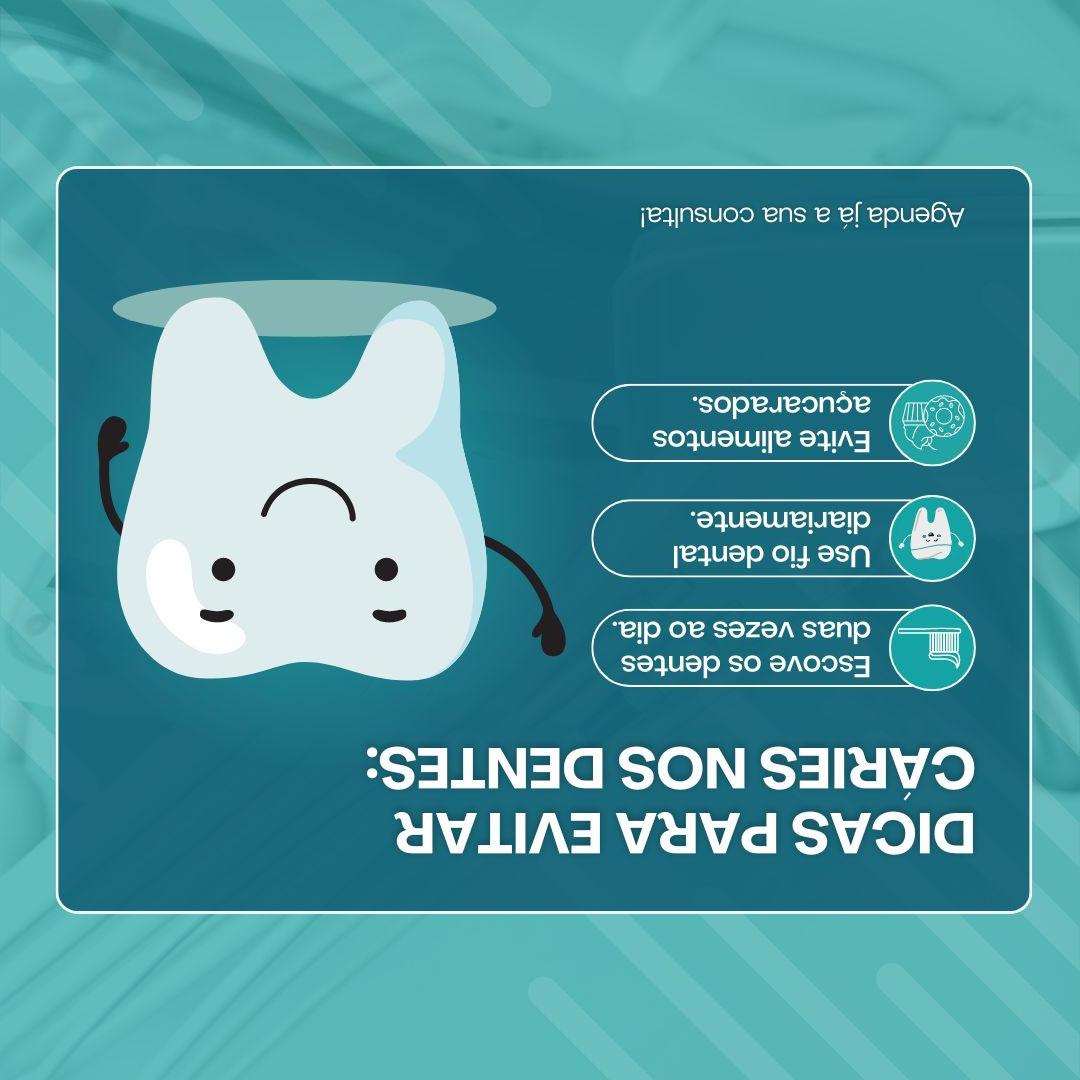 DICAS PARA EVITAR
CÁRIES NOS DENTES:
Escove os dentes
duas vezes ao dia.
Use fio dental
diariamente.
Evite alimentos
açucarados.
Agenda já a sua consulta!